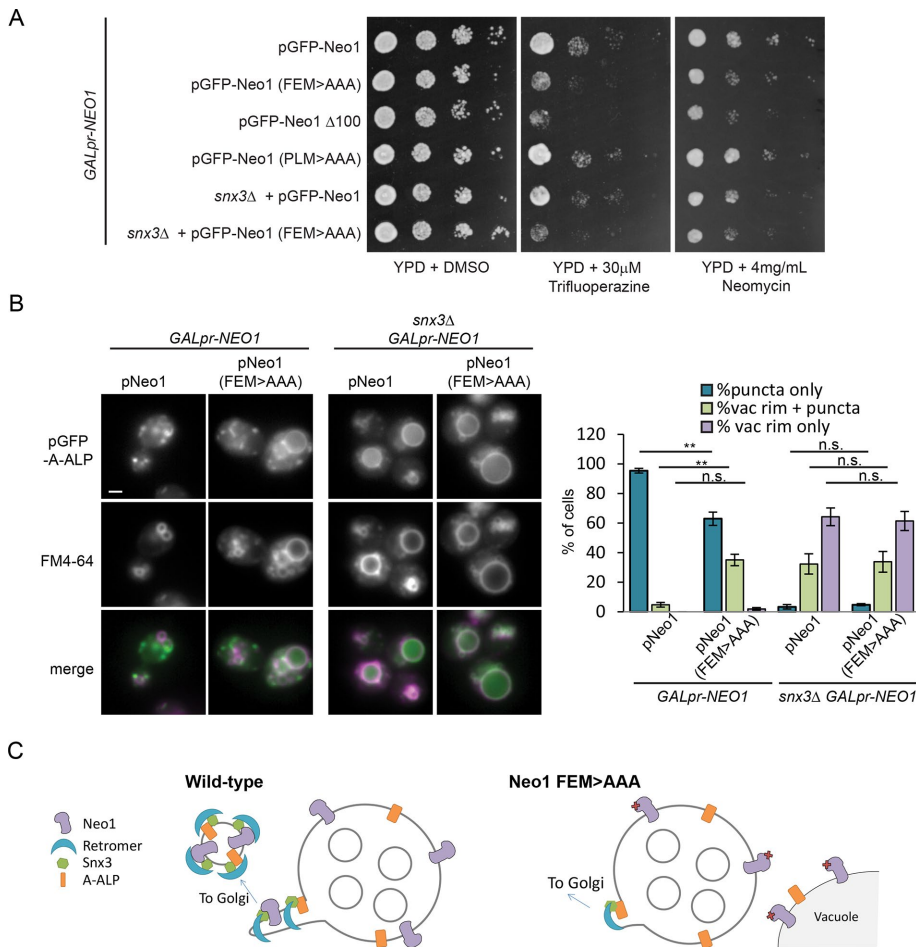 A
GALpr-NEO1
pGFP-Neo1
pGFP-Neo1 (FEM>AAA)
pGFP-Neo1 Δ100
pGFP-Neo1 (PLM>AAA)
snx3Δ + pGFP-Neo1
snx3Δ + pGFP-Neo1 (FEM>AAA)
YPD + DMSO
YPD + 30μM
Trifluoperazine
YPD + 4mg/mL
Neomycin
B
GALpr-NEO1
snx3Δ
GALpr-NEO1
pNeo1
pNeo1
(FEM>AAA)
pNeo1
pNeo1
(FEM>AAA)
pGFP
-A-ALP
FM4-64
merge
%puncta only
%vac rim + puncta
% vac rim only
**
**
n.s.
n.s.
n.s.
n.s.
% of cells
120
100
80
60
40
20
0
pNeo1
pNeo1
(FEM>AAA)
pNeo1
pNeo1
(FEM>AAA)
GALpr-NEO1
snx3Δ GALpr-NEO1
C
Neo1
Retromer
Snx3
A-ALP
Wild-type
To Golgi
Neo1 FEM>AAA
To Golgi
Vacuole